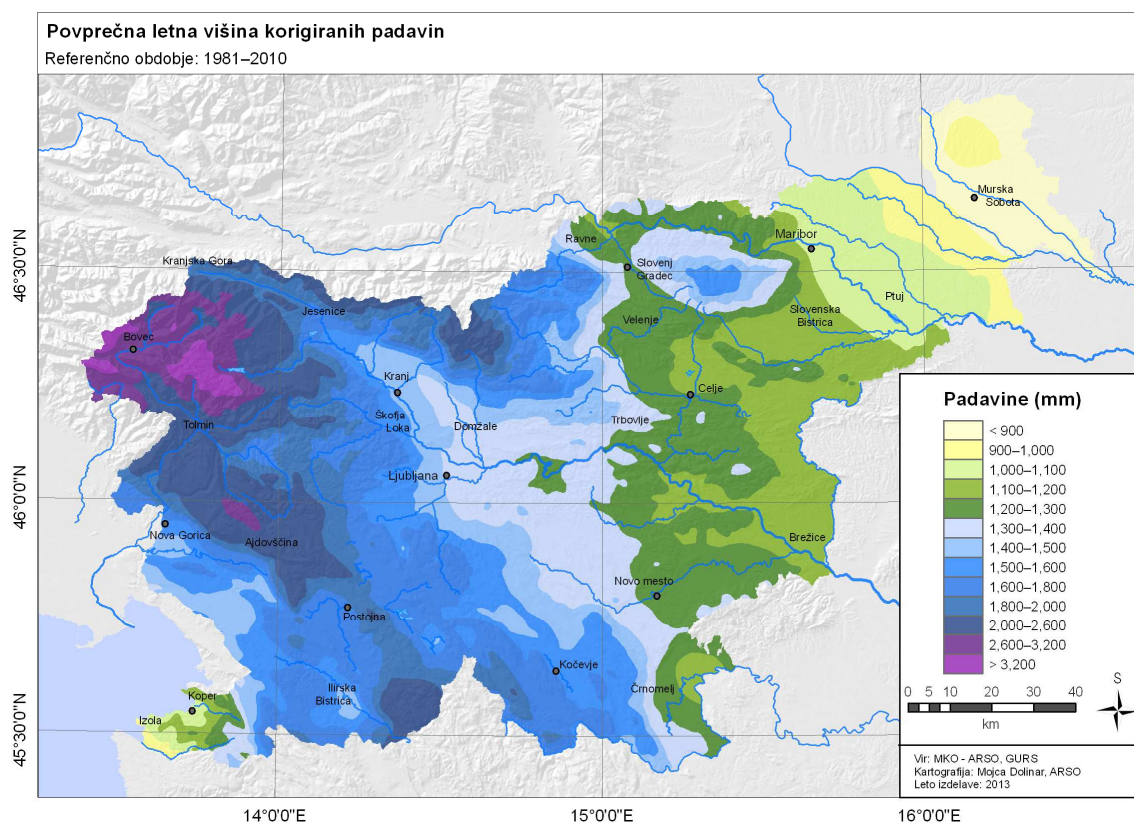 Povprečna letna višina korigiranih padavin
Referenčno obdobje: 1981–2010
46°30'0"N
46°0'0"N
45°30'0"N
Murska
Sobota
Maribor
Ravne
Slovenj
Gradec
Kranjska Gora
Jesenice
Ptuj
Slovenska
Bistrica
Velenje
Bovec
Kranj
Celje
Škofja
Loka
Domžale
Trbovlje
Tolmin
Ljubljana
Nova Gorica
Ajdovščina
Brežice
Novo mesto
Postojna
Kočevje
Črnomelj
Ilirska
Bistrica
Koper
Izola
Padavine (mm)
< 900
900–1,000
1,000–1,100
1,100–1,200
1,200–1,300
1,300–1,400
1,400–1,500
1,500–1,600
1,600–1,800
1,800–2,000
2,000–2,600
2,600–3,200
> 3,200
S
0 5 10 20 30 40
km
Vir: MKO - ARSO, GURS
Kartografija: Mojca Dolinar, ARSO
Leto izdelave: 2013
14°0'0"E
15°0'0"E
16°0'0"E